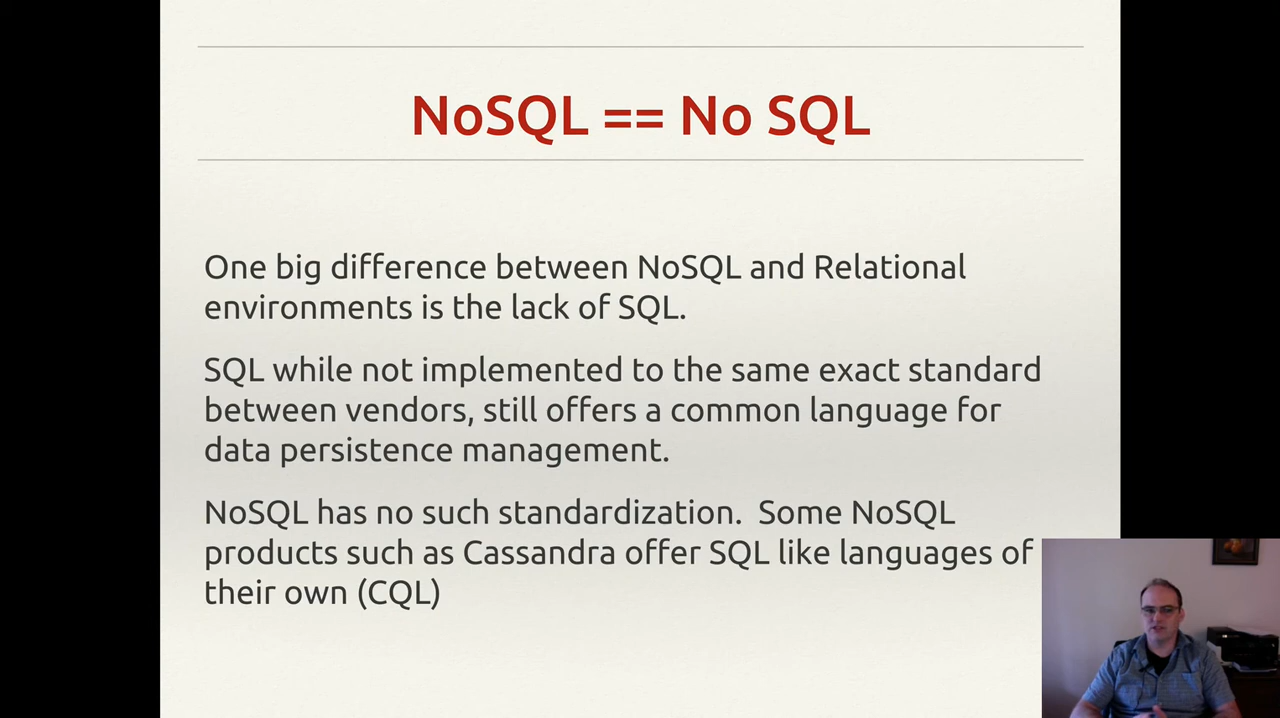 NoSQL == No SQL
One big difference between NoSQL and Relational
environments is the lack of SQL.
SQL while not implemented to the same exact standard
between vendors, still offers a common language for
data persistence management.
NoSQL has no such standardization.  Some NoSQL
products such as Cassandra offer SQL like languages of
their own (CQL)